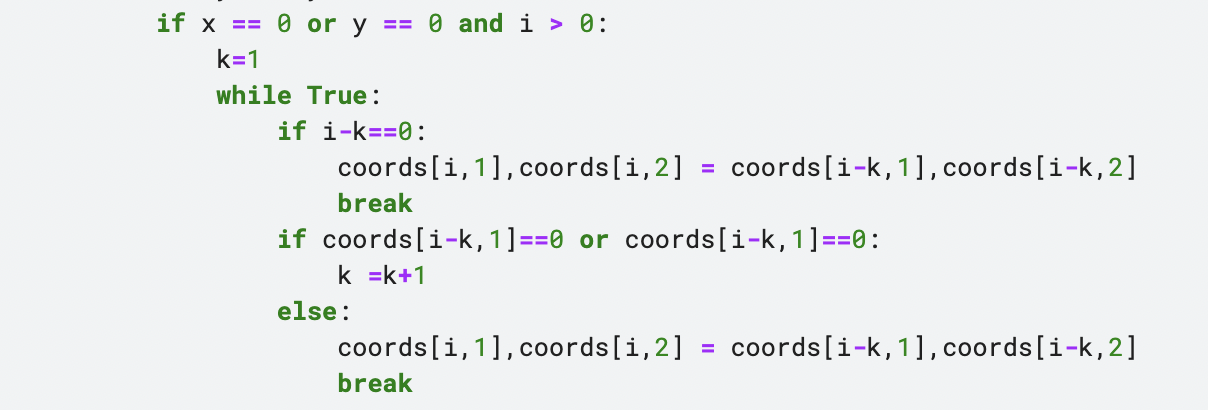 if x == 0 or y == 0 and i > 0:
    k=1
    while True:
        if i-k==0:
            coords[i,1],coords[i,2] = coords[i-k,1],coords[i-k,2]
            break
        if coords[i-k,1]==0 or coords[i-k,1]==0:
            k =k+1
        else:
            coords[i,1],coords[i,2] = coords[i-k,1],coords[i-k,2]
            break